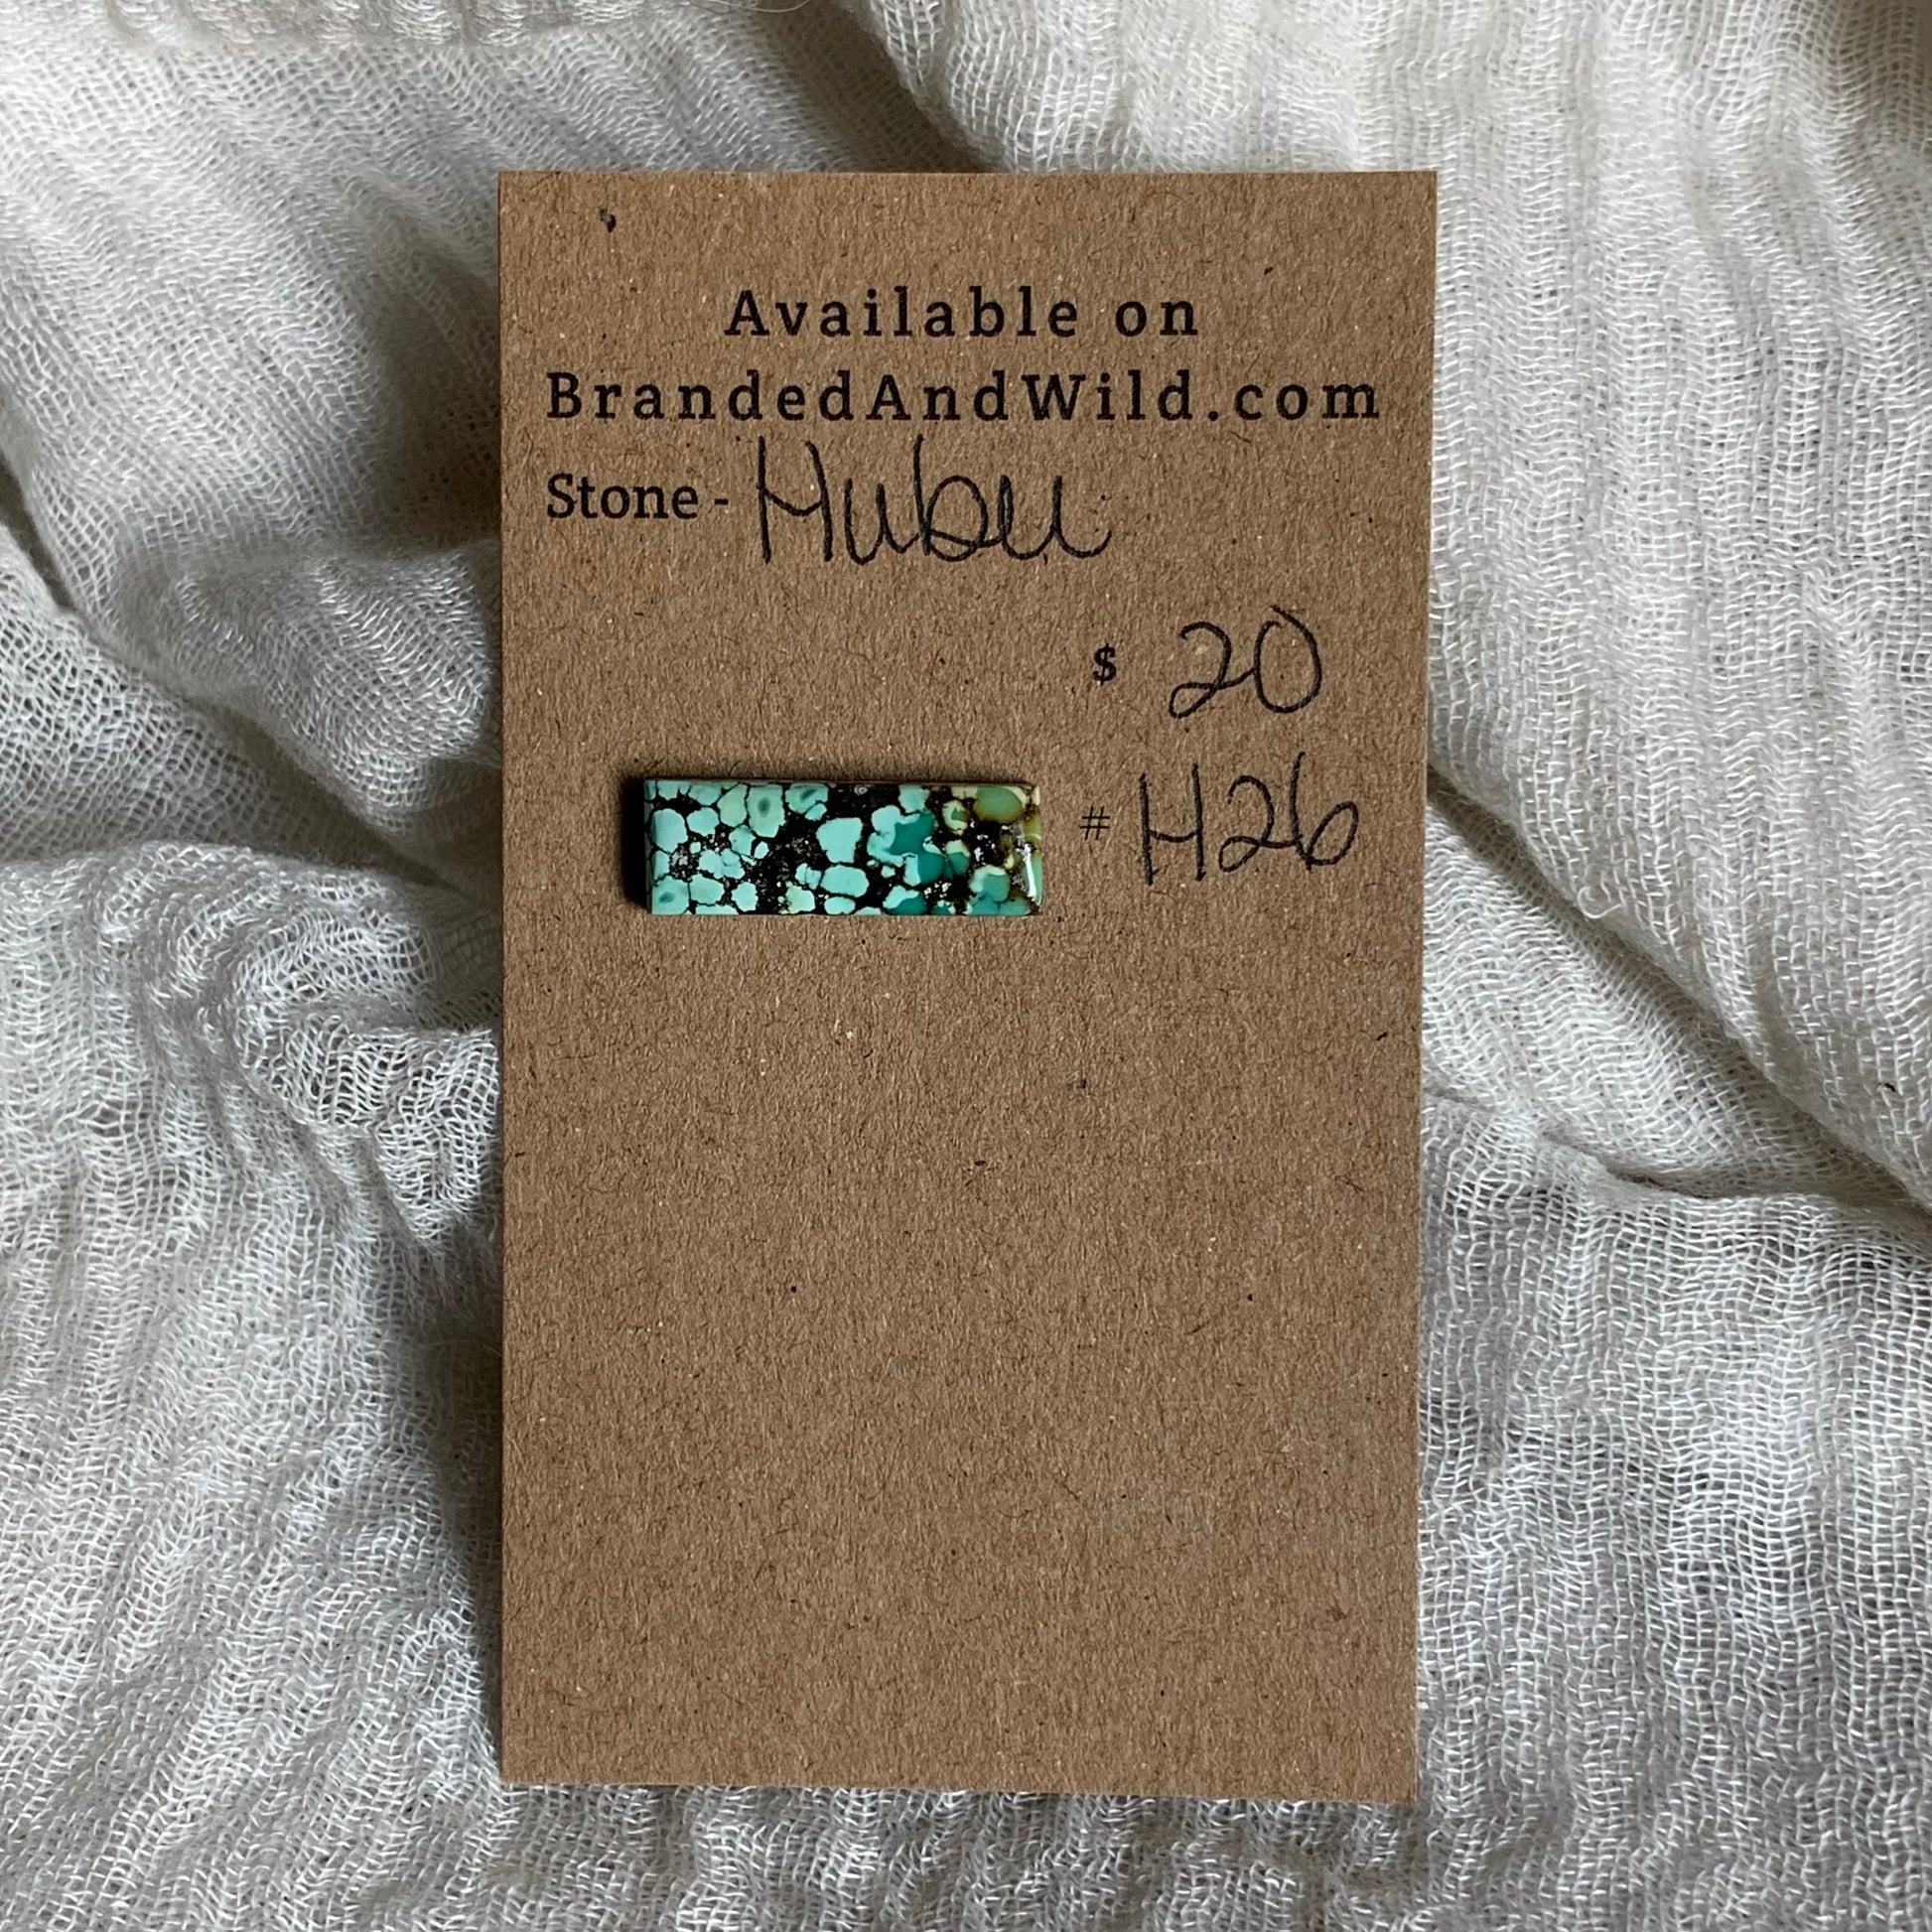 Available on
BrandedAndWild.com
Stone - Hubei
$ 20
# H26